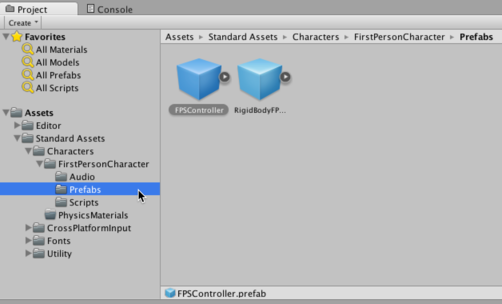 Project
Console
Create
Favorites
All Materials
All Models
All Prefabs
All Scripts
Assets
Editor
Standard Assets
Characters
FirstPersonCharacter
Audio
Prefabs
Scripts
PhysicsMaterials
CrossPlatformInput
Fonts
Utility
Assets Standard Assets Characters FirstPersonCharacter Prefabs
FPSController RigidBodyFP...
FPSController.prefab